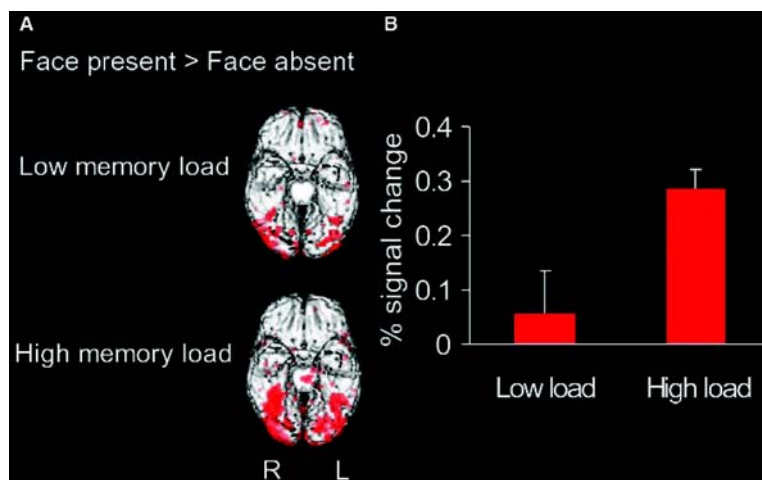 A
Face present > Face absent
Low memory load
High memory load
R L
B
% signal change
0.4
0.3
0.2
0.1
0
Low load High load